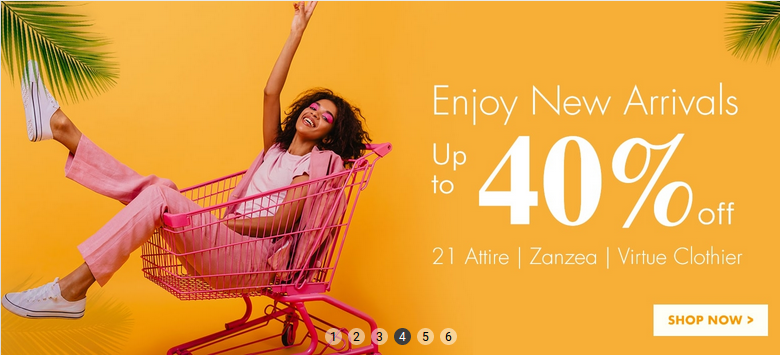 Enjoy New Arrivals
Up to 40% off
21 Attire | Zanzea | Virtue Clothier
SHOP NOW >
1 2 3 4 5 6